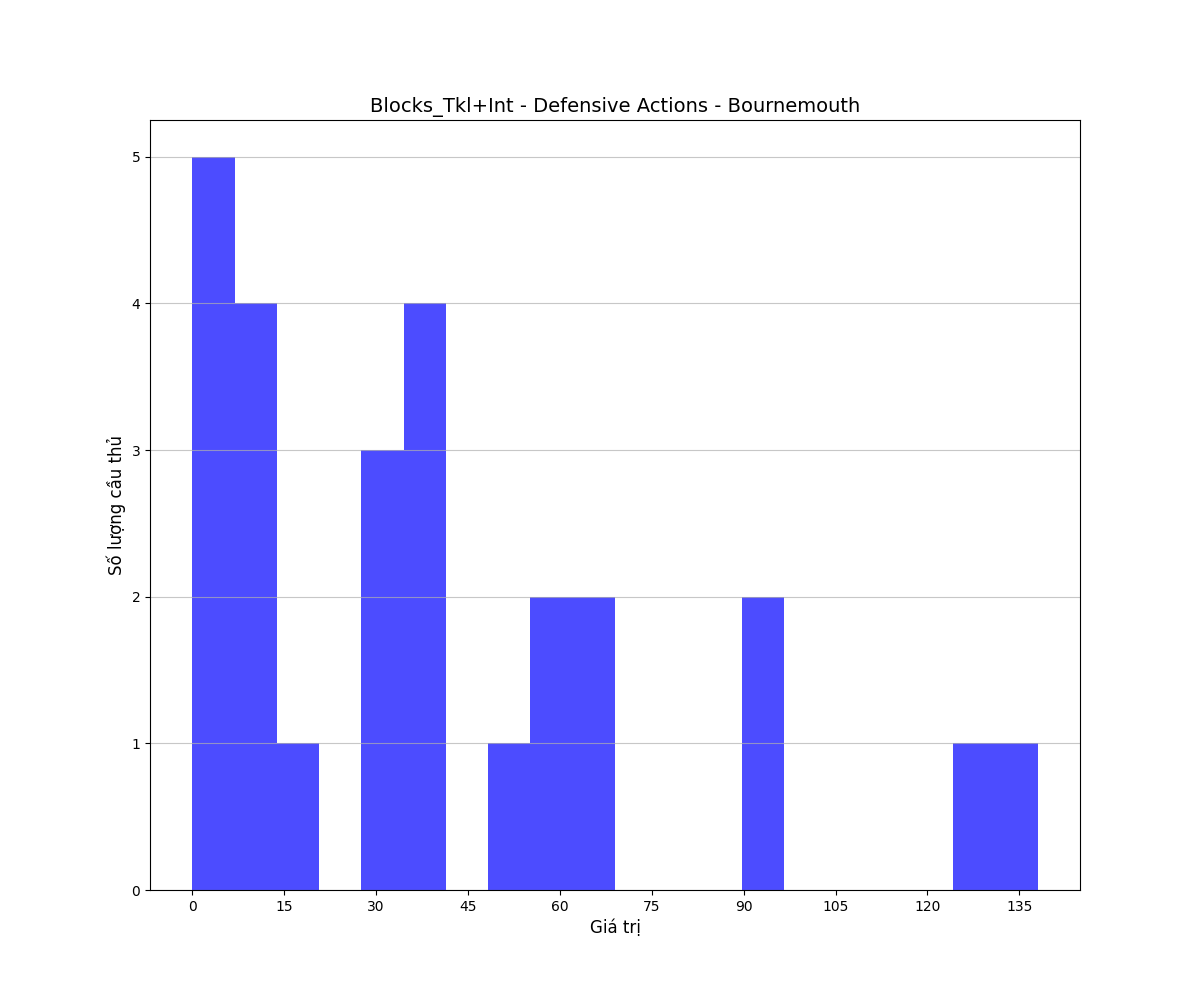 Blocks_Tkl+Int - Defensive Actions - Bournemouth
Số lượng cầu thủ
5
4
3
2
1
0
0 15 30 45 60 75 90 105 120 135
Giá trị